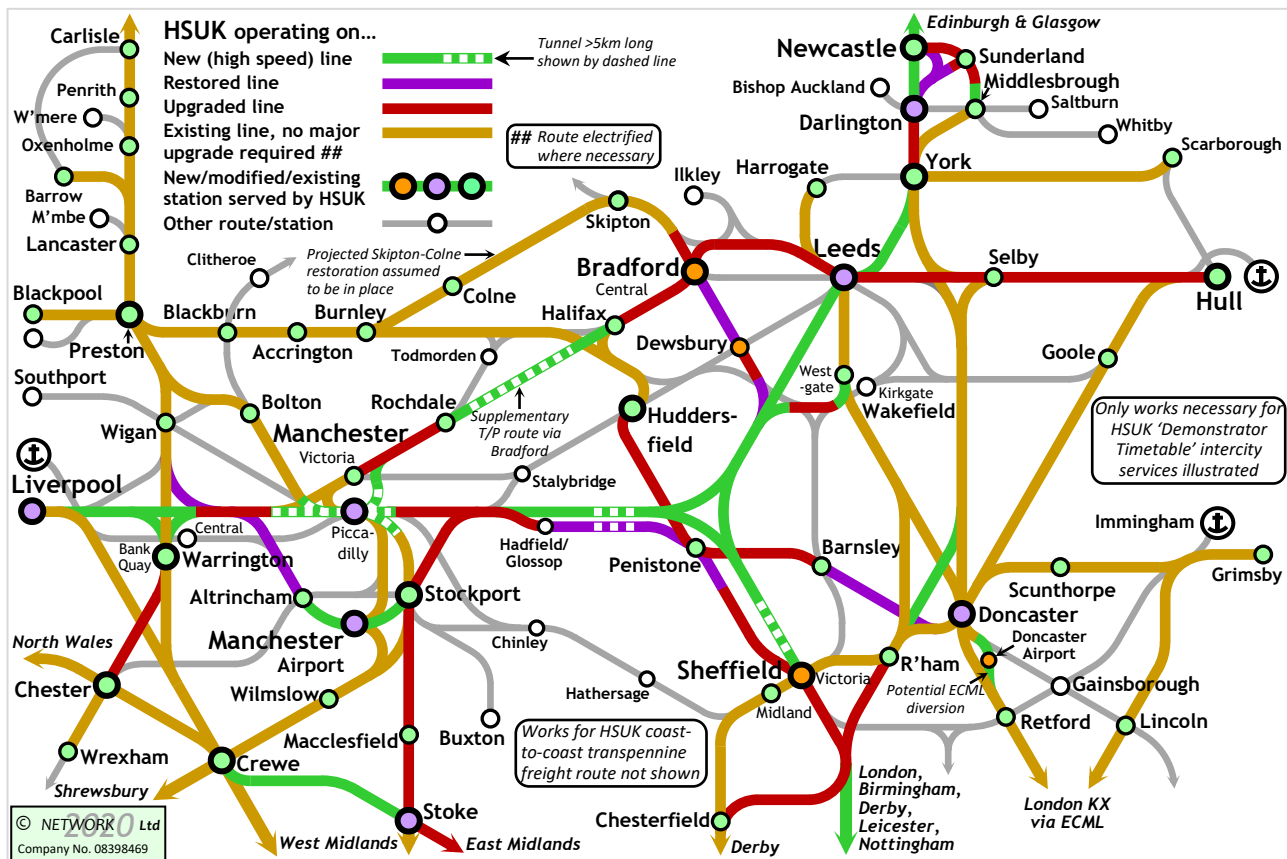 HSUK operating on...
New (high speed) line
Tunnel >5km long
shown by dashed line
Restored line
Upgraded line
Existing line, no major
upgrade required ##
## Route electrified
where necessary
New/modified/existing
station served by HSUK
Other route/station
Edinburgh & Glasgow
Carlisle
Penrith
W'mere
Oxenholme
Barrow
M'mbe
Lancaster
Blackpool
Preston
Southport
Clitheroe
Projected Skipton-Colne
restoration assumed
to be in place
Blackburn
Accrington
Burnley
Colne
Skipton
Ilkley
Harrogate
Newcastle
Sunderland
Bishop Auckland
Middlesbrough
Darlington
Saltburn
Whitby
York
Scarborough
Bradford
Central
Leeds
Selby
Hull
Halifax
Todmorden
Dewsbury
West
-gate
Kirkgate
Wakefield
Goole
Rochdale
Supplementary
T/P route via
Bradford
Hudders-
field
Only works necessary for
HSUK ‘Demonstrator
Timetable’ intercity
services illustrated
Wigan
Bolton
Manchester
Victoria
Liverpool
Stalybridge
Central
Picca-
dilly
Bank
Quay
Warrington
Hadfield/
Glossop
Penistone
Barnsley
Immingham
Grimsby
Scunthorpe
Altrincham
Stockport
Manchester
Airport
Chinley
Doncaster
Doncaster
Airport
North Wales
Chester
Wilmslow
Hathersage
Sheffield
Victoria
Midland
R'ham
Potential ECML
diversion
Gainsborough
Retford
Lincoln
Wrexham
Macclesfield
Buxton
Works for HSUK coast-
to-coast transpennine
freight route not shown
Crewe
Shrewsbury
Stoke
West Midlands
East Midlands
Chesterfield
Derby
London,
Birmingham,
Derby,
Leicester,
Nottingham
London KX
via ECML
© NETWORK Ltd
2020
Company No. 08398469